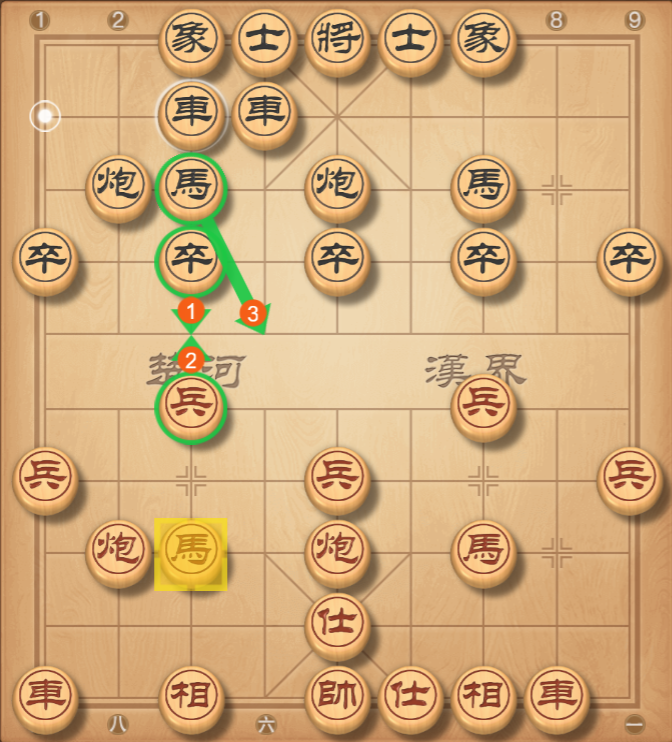 1 2 8 9
象 士 將 士 象
車 車
炮 馬 炮 馬
卒 卒 卒 卒 卒
1 3
2
楚河 漢界
兵 兵
兵 兵 兵
炮 馬 炮 馬
仕
車 相 帥 仕 相 車
八 六 一